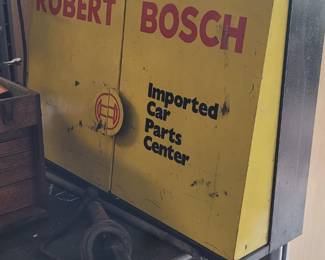 ROBERT BOSCH
Imported
Car
Parts
Center